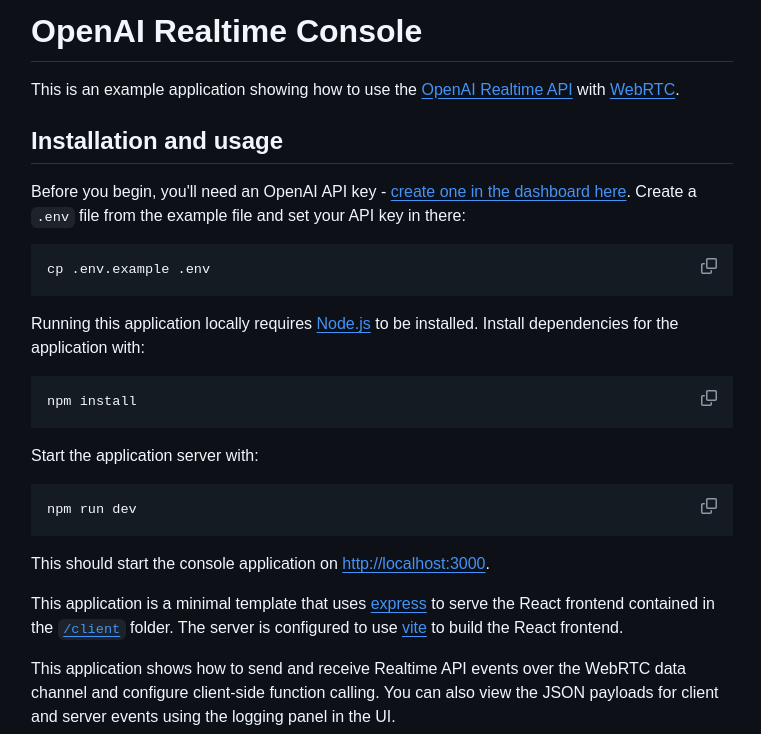 OpenAI Realtime Console
This is an example application showing how to use the OpenAI Realtime API with WebRTC.
Installation and usage
Before you begin, you'll need an OpenAI API key - create one in the dashboard here. Create a
.env file from the example file and set your API key in there:
cp .env.example .env
Running this application locally requires Node.js to be installed. Install dependencies for the
application with:
npm install
Start the application server with:
npm run dev
This should start the console application on http://localhost:3000.
This application is a minimal template that uses express to serve the React frontend contained in
the /client folder. The server is configured to use vite to build the React frontend.
This application shows how to send and receive Realtime API events over the WebRTC data
channel and configure client-side function calling. You can also view the JSON payloads for client
and server events using the logging panel in the UI.